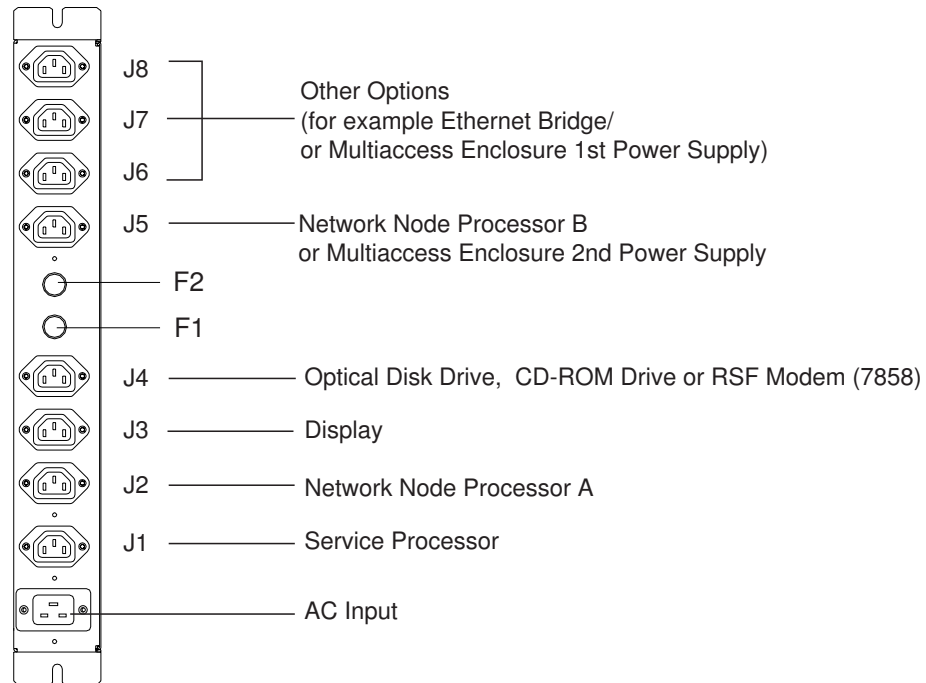 J8
Other Options
J7
(for example Ethernet Bridge/
or Multiaccess Enclosure 1st Power Supply)
J6
J5
Network Node Processor B
or Multiaccess Enclosure 2nd Power Supply
F2
F1
J4
Optical Disk Drive, CD-ROM Drive or RSF Modem (7858)
J3
Display
J2
Network Node Processor A
J1
Service Processor
AC Input